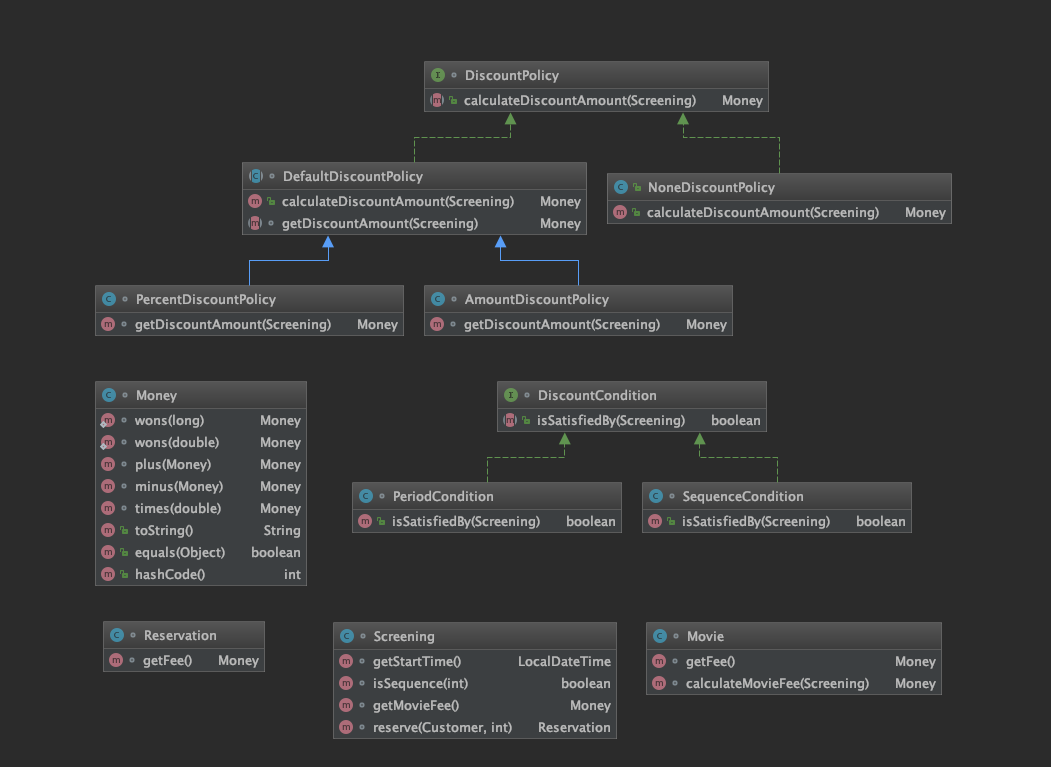 DiscountPolicy
calculateDiscountAmount(Screening) Money
DefaultDiscountPolicy
calculateDiscountAmount(Screening) Money
getDiscountAmount(Screening) Money
NoneDiscountPolicy
calculateDiscountAmount(Screening) Money
PercentDiscountPolicy
getDiscountAmount(Screening) Money
AmountDiscountPolicy
getDiscountAmount(Screening) Money
Money
wons(long) Money
wons(double) Money
plus(Money) Money
minus(Money) Money
times(double) Money
toString() String
equals(Object) boolean
hashCode() int
DiscountCondition
isSatisfiedBy(Screening) boolean
PeriodCondition
isSatisfiedBy(Screening) boolean
SequenceCondition
isSatisfiedBy(Screening) boolean
Reservation
getFee() Money
Screening
getStartTime() LocalDateTime
isSequence(int) boolean
getMovieFee() Money
reserve(Customer, int) Reservation
Movie
getFee() Money
calculateMovieFee(Screening) Money